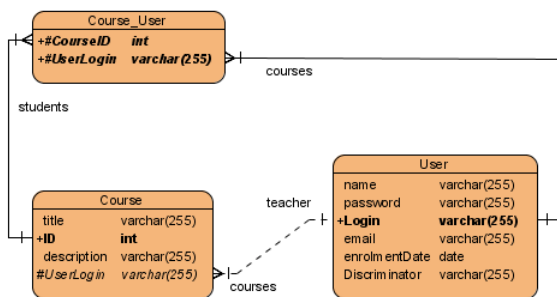 Course_User
+#CourseID int
+#UserLogin varchar(255)
courses
students
Course
title varchar(255)
+ID int
description varchar(255)
#UserLogin varchar(255)
teacher
courses
User
name varchar(255)
password varchar(255)
+Login varchar(255)
email varchar(255)
enrolmentDate date
Discriminator varchar(255)